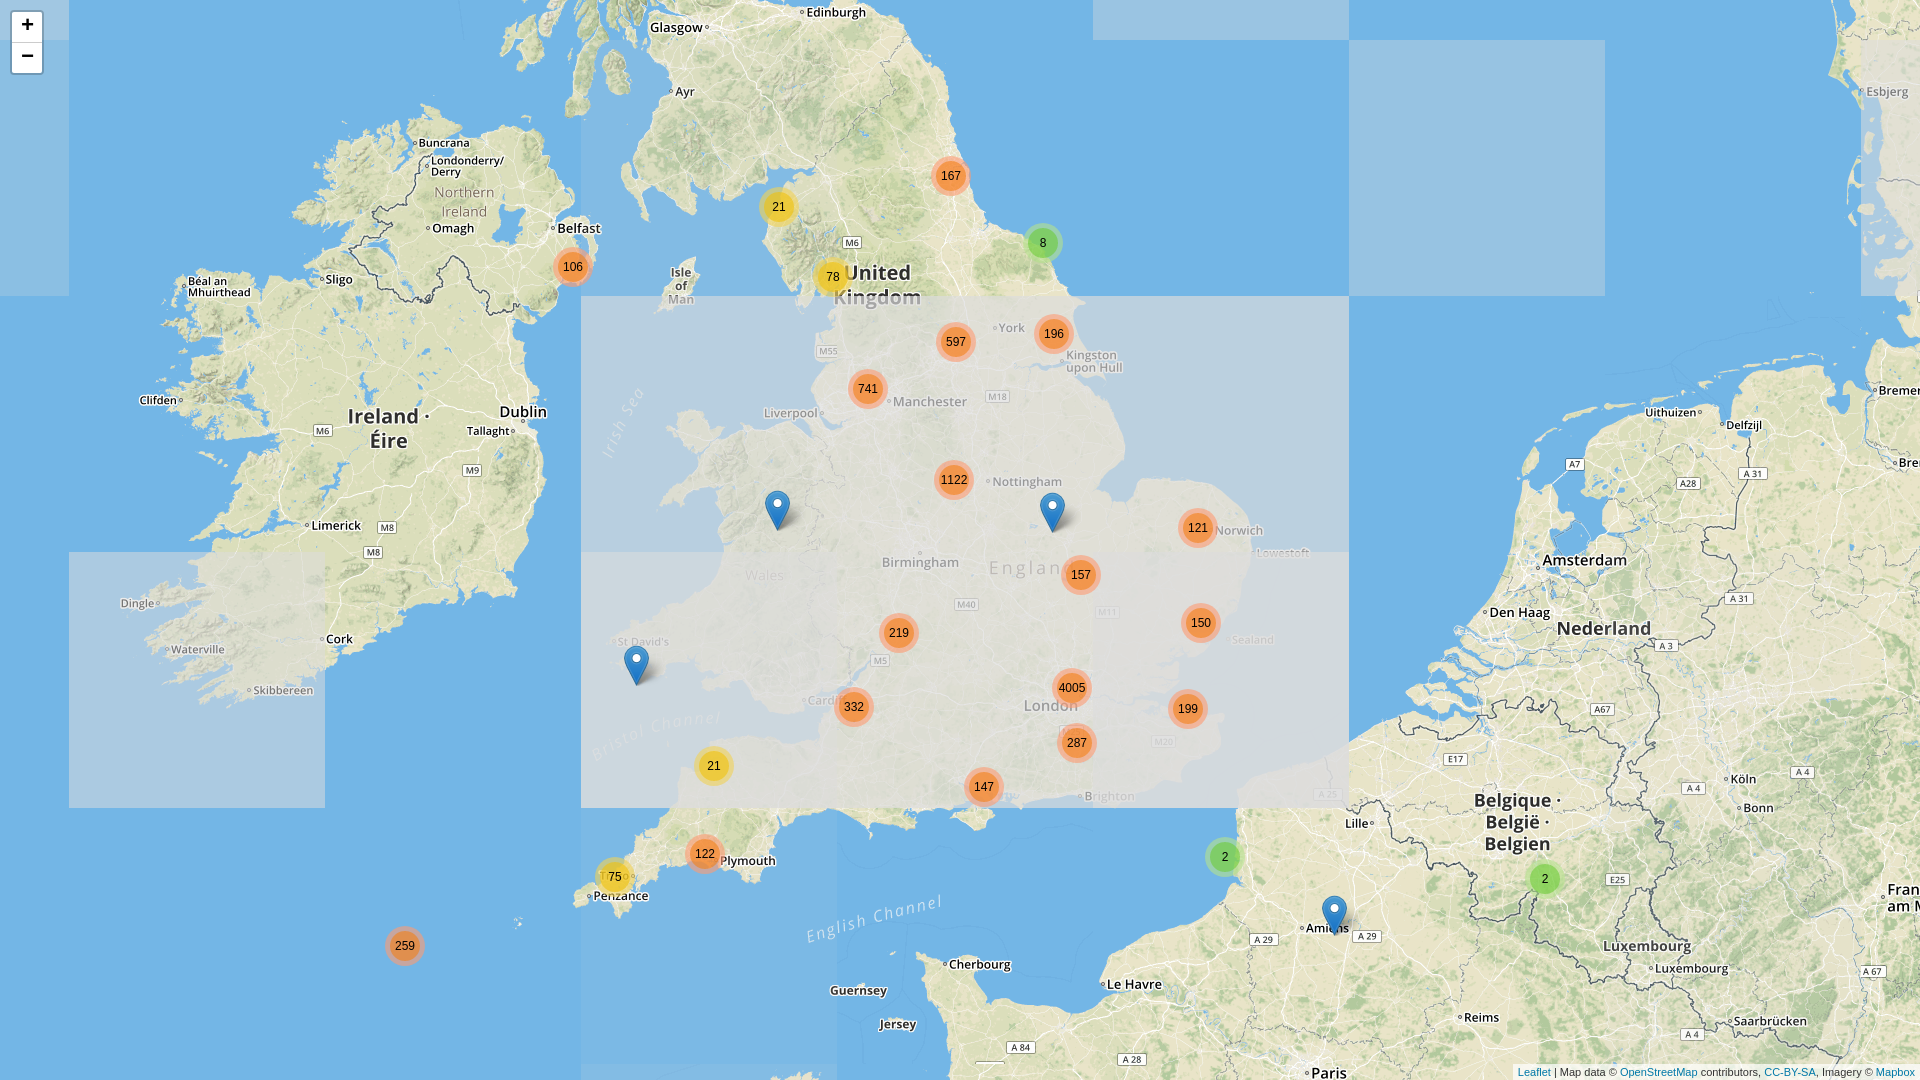 +
−
Edinburgh
Glasgow
Ayr
Esbjerg
Buncrana
Londonderry/
Derry
Northern
Ireland
Omagh
Belfast
167
21
8
M6
106
78
United
Kingdom
Isle
of
Man
Sligo
Béal an
Mhuirthead
York
196
597
M55
Kingston
upon Hull
741
Manchester
M18
Liverpool
Irish Sea
Clifden
Dublin
Ireland ·
Éire
M6
Tallaght
M9
Uithuizen
Delfzijl
Bremer
Bre
A7
A 31
A28
1122
Nottingham
121
Norwich
Lowestoft
Limerick
M8
M8
Birmingham
Wales
Englan
157
Amsterdam
Den Haag
A 31
Nederland
A 3
Dingle
Waterville
Cork
Skibbereen
M40
M11
150
Sealand
219
St David's
M5
4005
London
199
Cardif
332
Bristol Channel
287
M20
A67
21
147
Brighton
A 25
E17
Köln
A 4
A 4
Bonn
Belgique ·
België ·
Belgien
Lille
122
Plymouth
75
Penzance
2
2
E25
Fran
am M
English Channel
259
Amiens
A 29
A 29
Luxembourg
Luxembourg
A 67
Cherbourg
Guernsey
Le Havre
Jersey
Reims
Saarbrücken
A 4
A 84
A 28
Paris
Leaflet | Map data © OpenStreetMap contributors, CC-BY-SA, Imagery © Mapbox